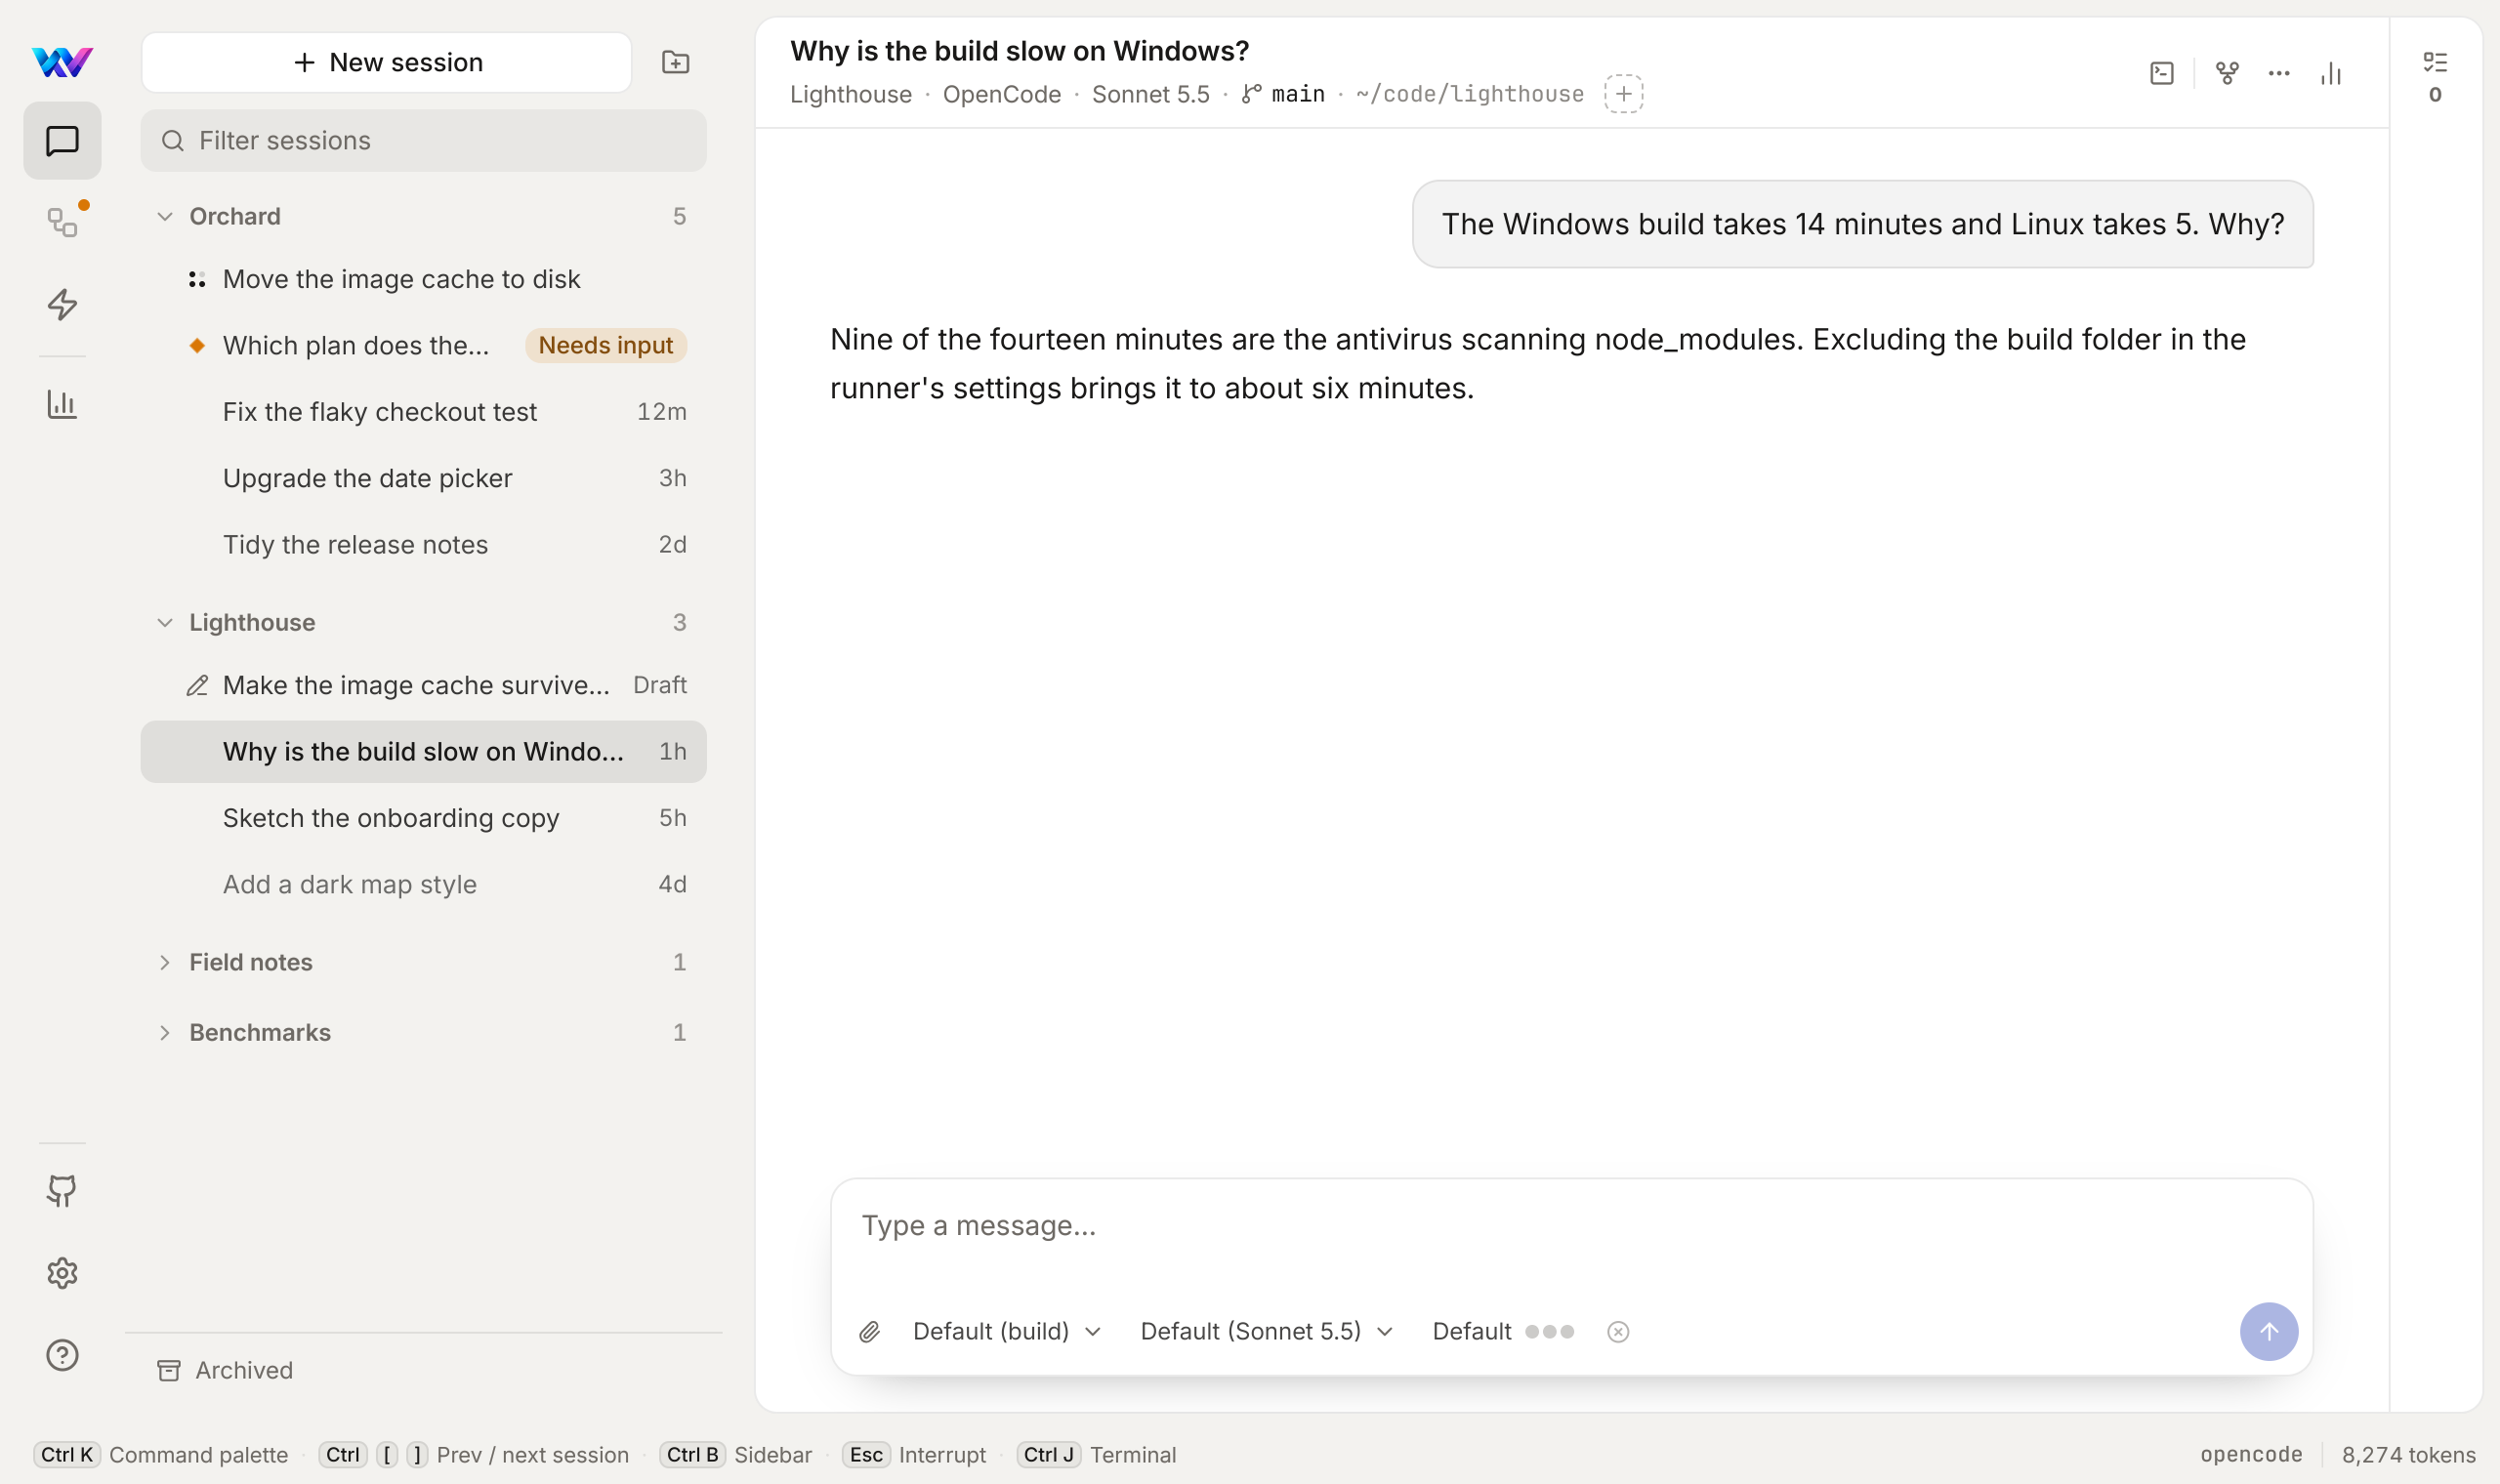 New session
Filter sessions
Orchard 5
Move the image cache to disk
Which plan does the... Needs input
Fix the flaky checkout test 12m
Upgrade the date picker 3h
Tidy the release notes 2d
Lighthouse 3
Make the image cache survive... Draft
Why is the build slow on Windo... 1h
Sketch the onboarding copy 5h
Add a dark map style 4d
Field notes 1
Benchmarks 1
Archived
Why is the build slow on Windows?
Lighthouse · OpenCode · Sonnet 5.5 · main · ~/code/lighthouse
0
The Windows build takes 14 minutes and Linux takes 5. Why?
Nine of the fourteen minutes are the antivirus scanning node_modules. Excluding the build folder in the
runner's settings brings it to about six minutes.
Type a message...
Default (build) Default (Sonnet 5.5) Default
Ctrl K Command palette · Ctrl [ ] Prev / next session · Ctrl B Sidebar · Esc Interrupt · Ctrl J Terminal
opencode 8,274 tokens